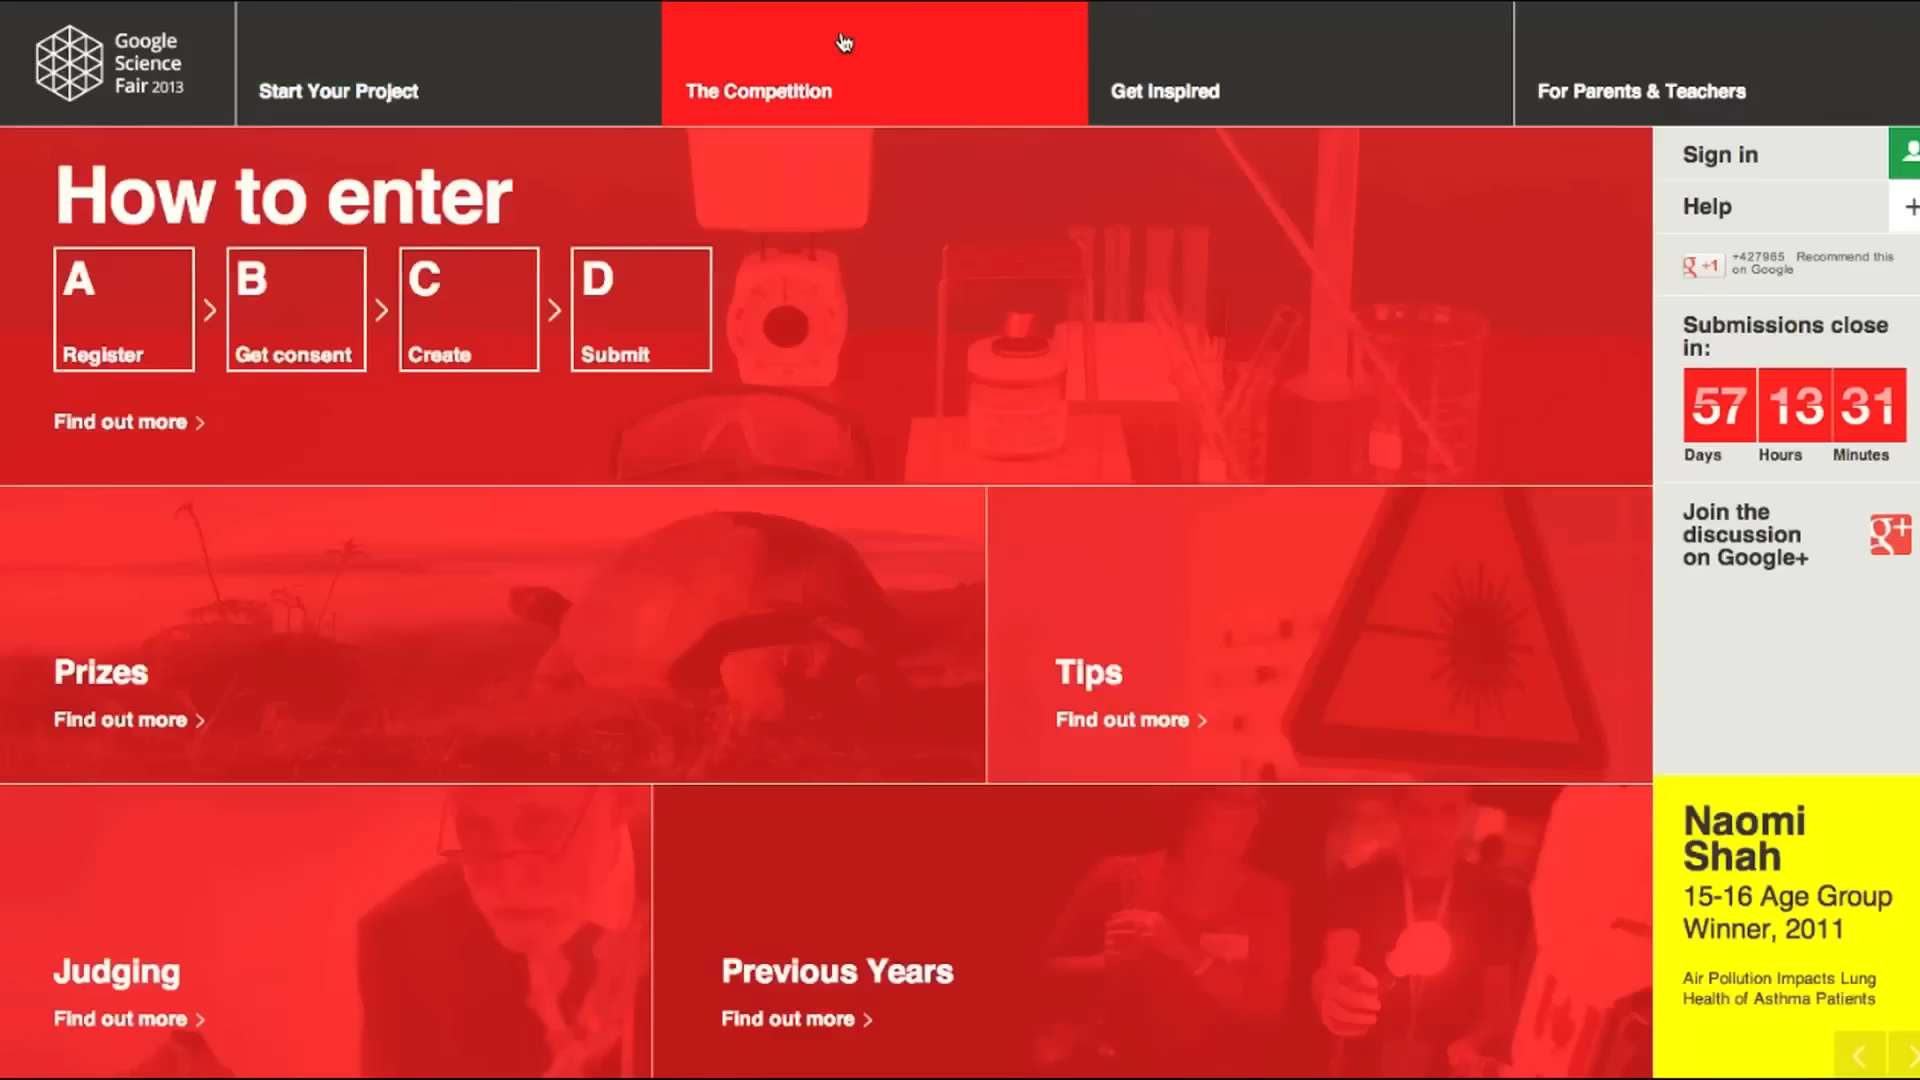 Google
Science
Fair 2013
Start Your Project
The Competition
Get Inspired
For Parents & Teachers
How to enter
A
Register
B
Get consent
C
Create
D
Submit
Find out more
Prizes
Find out more
Tips
Find out more
Judging
Find out more
Previous Years
Find out more
Sign in
Help
+1
+427965 Recommend this
on Google
Submissions close
in:
57 13 31
Days Hours Minutes
Join the
discussion
on Google+
g+
Naomi
Shah
15-16 Age Group
Winner, 2011
Air Pollution Impacts Lung
Health of Asthma Patients